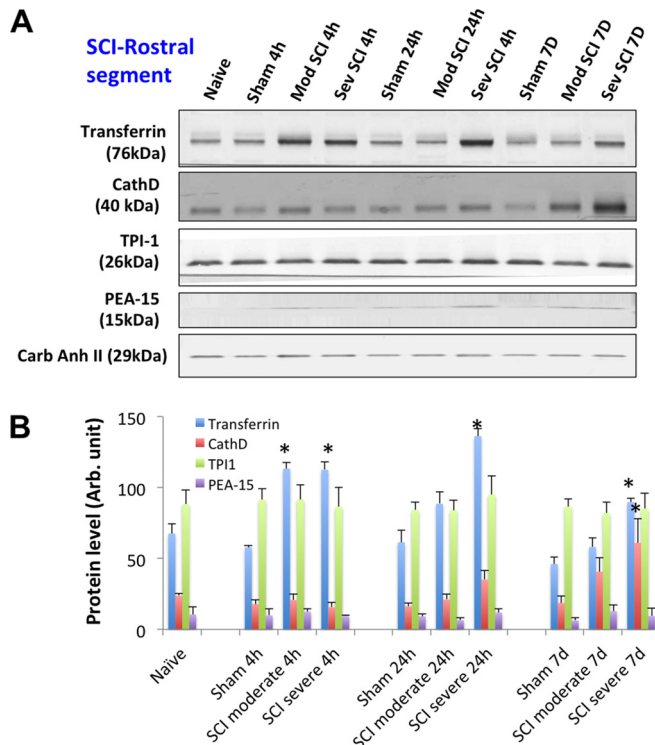 A
SCI-Rostral
segment
Naive
Sham 4h
Mod SCI 4h
Sev SCI 4h
Sham 24h
Mod SCI 24h
Sev SCI 4h
Sham 7D
Mod SCI 7D
Sev SCI 7D
Transferrin
(76kDa)
CathD
(40 kDa)
TPI-1
(26kDa)
PEA-15
(15kDa)
Carb Anh II (29kDa)
B
Protein level (Arb. unit)
150
100
50
0
Transferrin
CathD
TPI1
PEA-15
*
*
*
*
*
Naïve
Sham 4h
SCI moderate 4h
SCI severe 4h
Sham 24h
SCI moderate 24h
SCI severe 24h
Sham 7d
SCI moderate 7d
SCI severe 7d